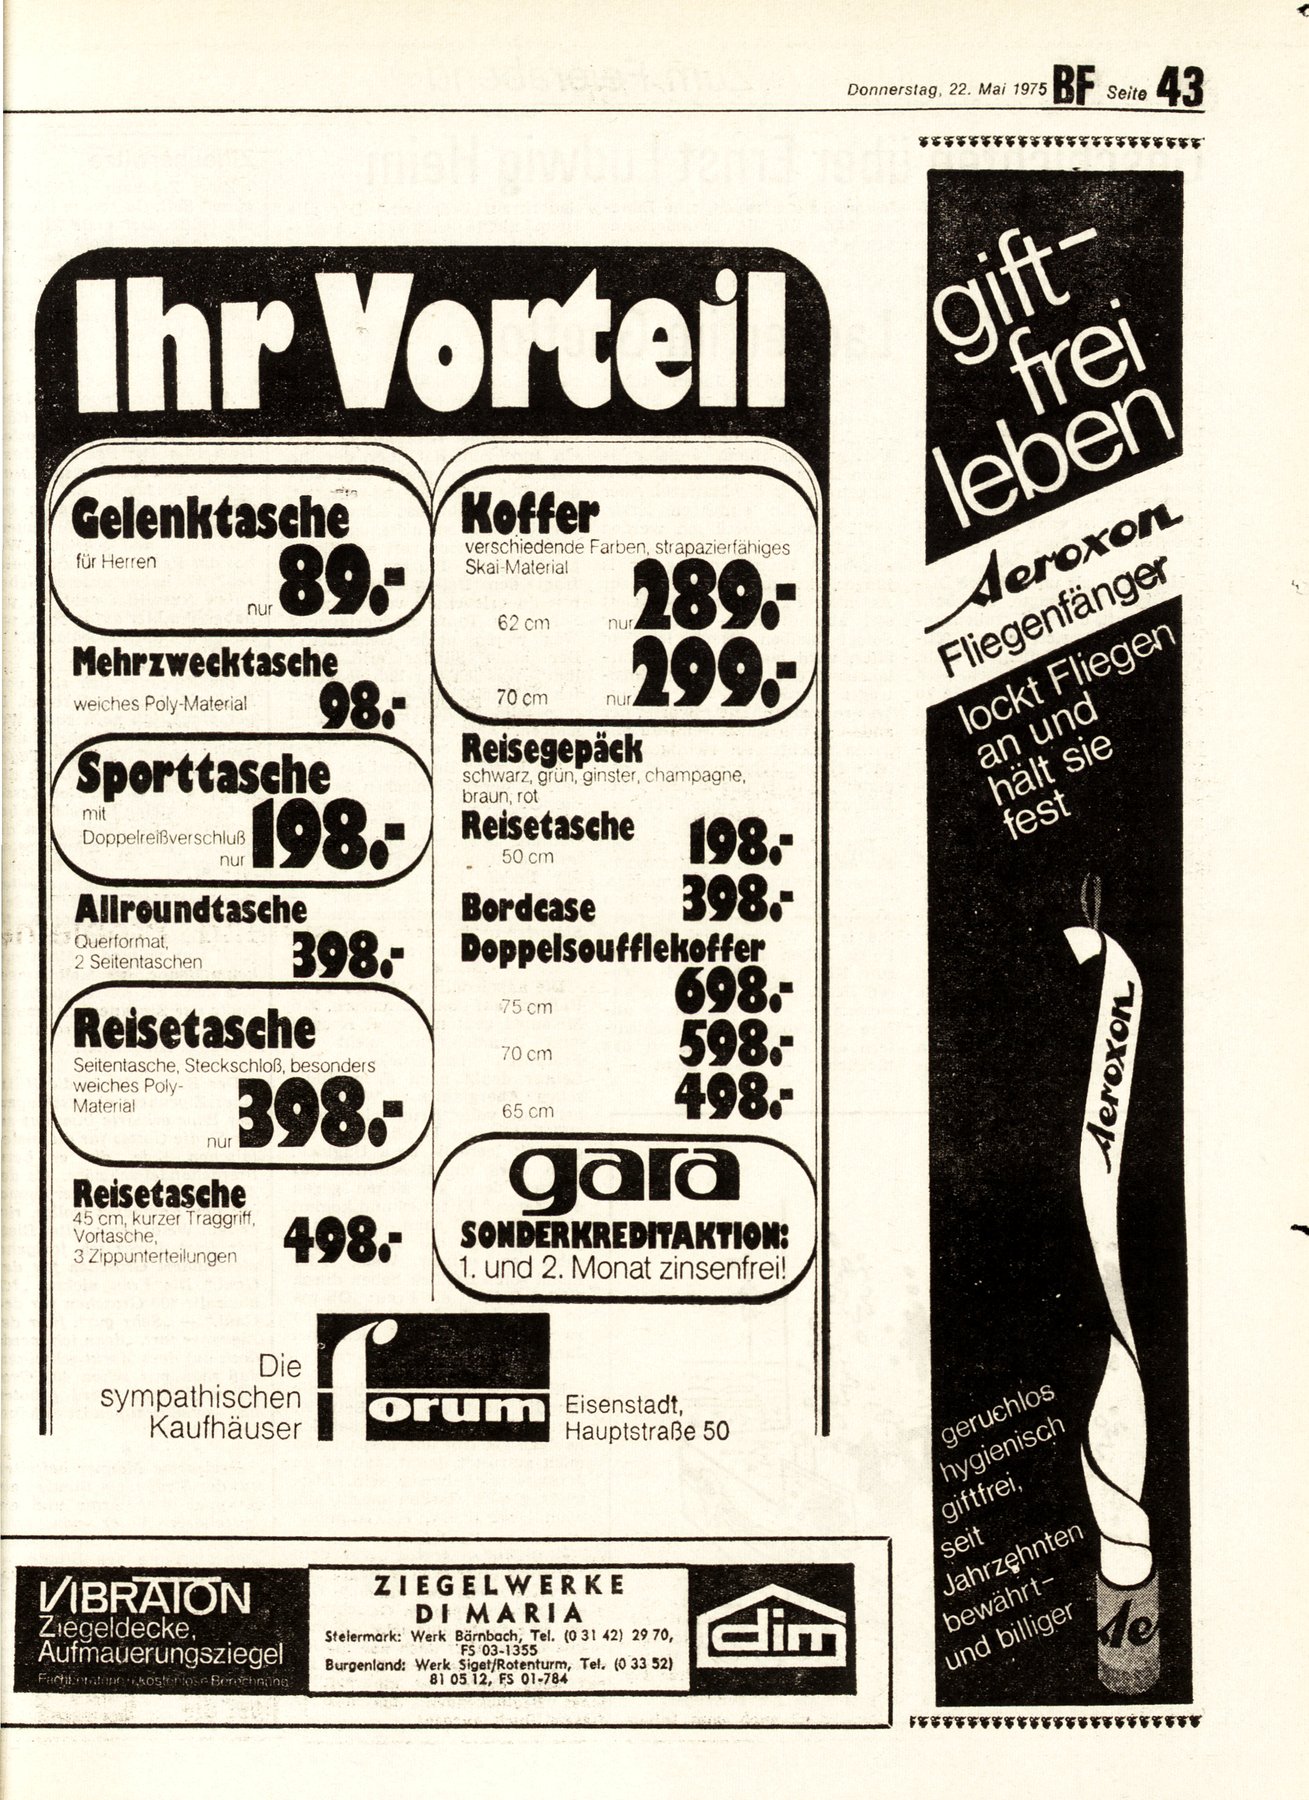 Donnerstag, 22. Mai 1975 BF Seite 43
Ihr Vorteil
Gelenktasche
für Herren
nur 89.-
Mehrzwecktasche
weiches Poly-Material 98.-
Sporttasche
mit
Doppelreißverschluß
nur 198.-
Allroundtasche
Querformat,
2 Seitentaschen 398.-
Reisetasche
Seitentasche, Steckschloß, besonders
weiches Poly-
Material
nur 398.-
Reisetasche
45 cm, kurzer Traggriff,
Vortasche,
3 Zippunterteilungen 498.-
Koffer
verschiedende Farben, strapazierfähiges
Skai-Material
62 cm nur 289.-
70 cm nur 299.-
Reisegepäck
schwarz, grün, ginster, champagne,
braun, rot
Reisetasche
50 cm 198.-
Bordcase 398.-
Doppelsoufflekoffer
75 cm 698.-
70 cm 598.-
65 cm 498.-
gara
SONDERKREDITAKTION:
1. und 2. Monat zinsenfrei!
Die
sympathischen
Kaufhäuser
forum
Eisenstadt,
Hauptstraße 50
gift-
frei
leben
Aeroxon
Fliegenfänger
lockt Fliegen
an und
hält sie
fest
Aeroxon
geruchlos
hygienisch
giftfrei,
seit
Jahrzehnten
bewährt-
und billiger
Ae
VIBRATON
Ziegeldecke,
Aufmauerungsziegel
Fachberatung kostenlose Berechnung
ZIEGELWERKE
DI MARIA
Steiermark: Werk Bärnbach, Tel. (0 31 42) 29 70,
FS 03-1355
Burgenland: Werk Siget/Rotenturm, Tel. (0 33 52)
81 05 12, FS 01-784
dim